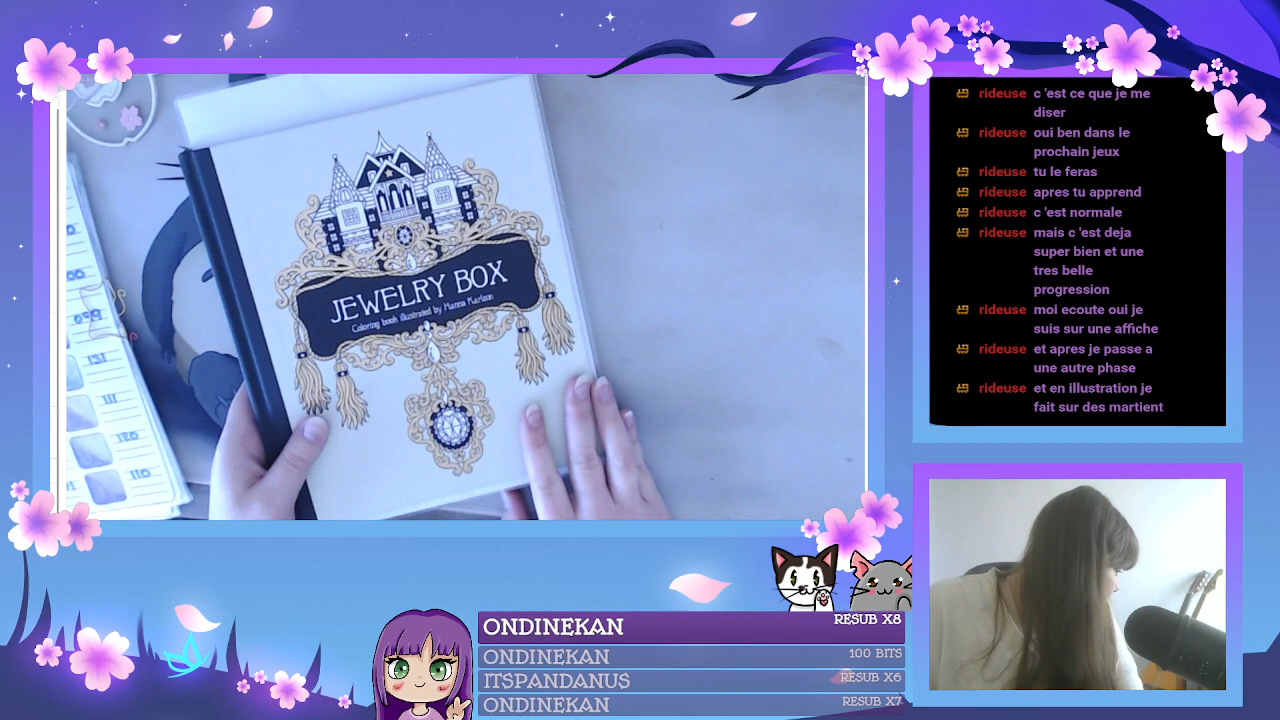 JEWELRY BOX
Coloring book illustrated by Hanna Karlzon
rideuse c 'est ce que je me
diser
rideuse oui ben dans le
prochain jeux
rideuse tu le feras
rideuse apres tu apprend
rideuse c 'est normale
rideuse mais c 'est deja
super bien et une
tres belle
progression
rideuse moi ecoute oui je
suis sur une affiche
rideuse et apres je passe a
une autre phase
rideuse et en illustration je
fait sur des martient
ONDINEKAN RESUB X8
ONDINEKAN 100 BITS
ITSPANDANUS RESUB X6
ONDINEKAN RESUB X7